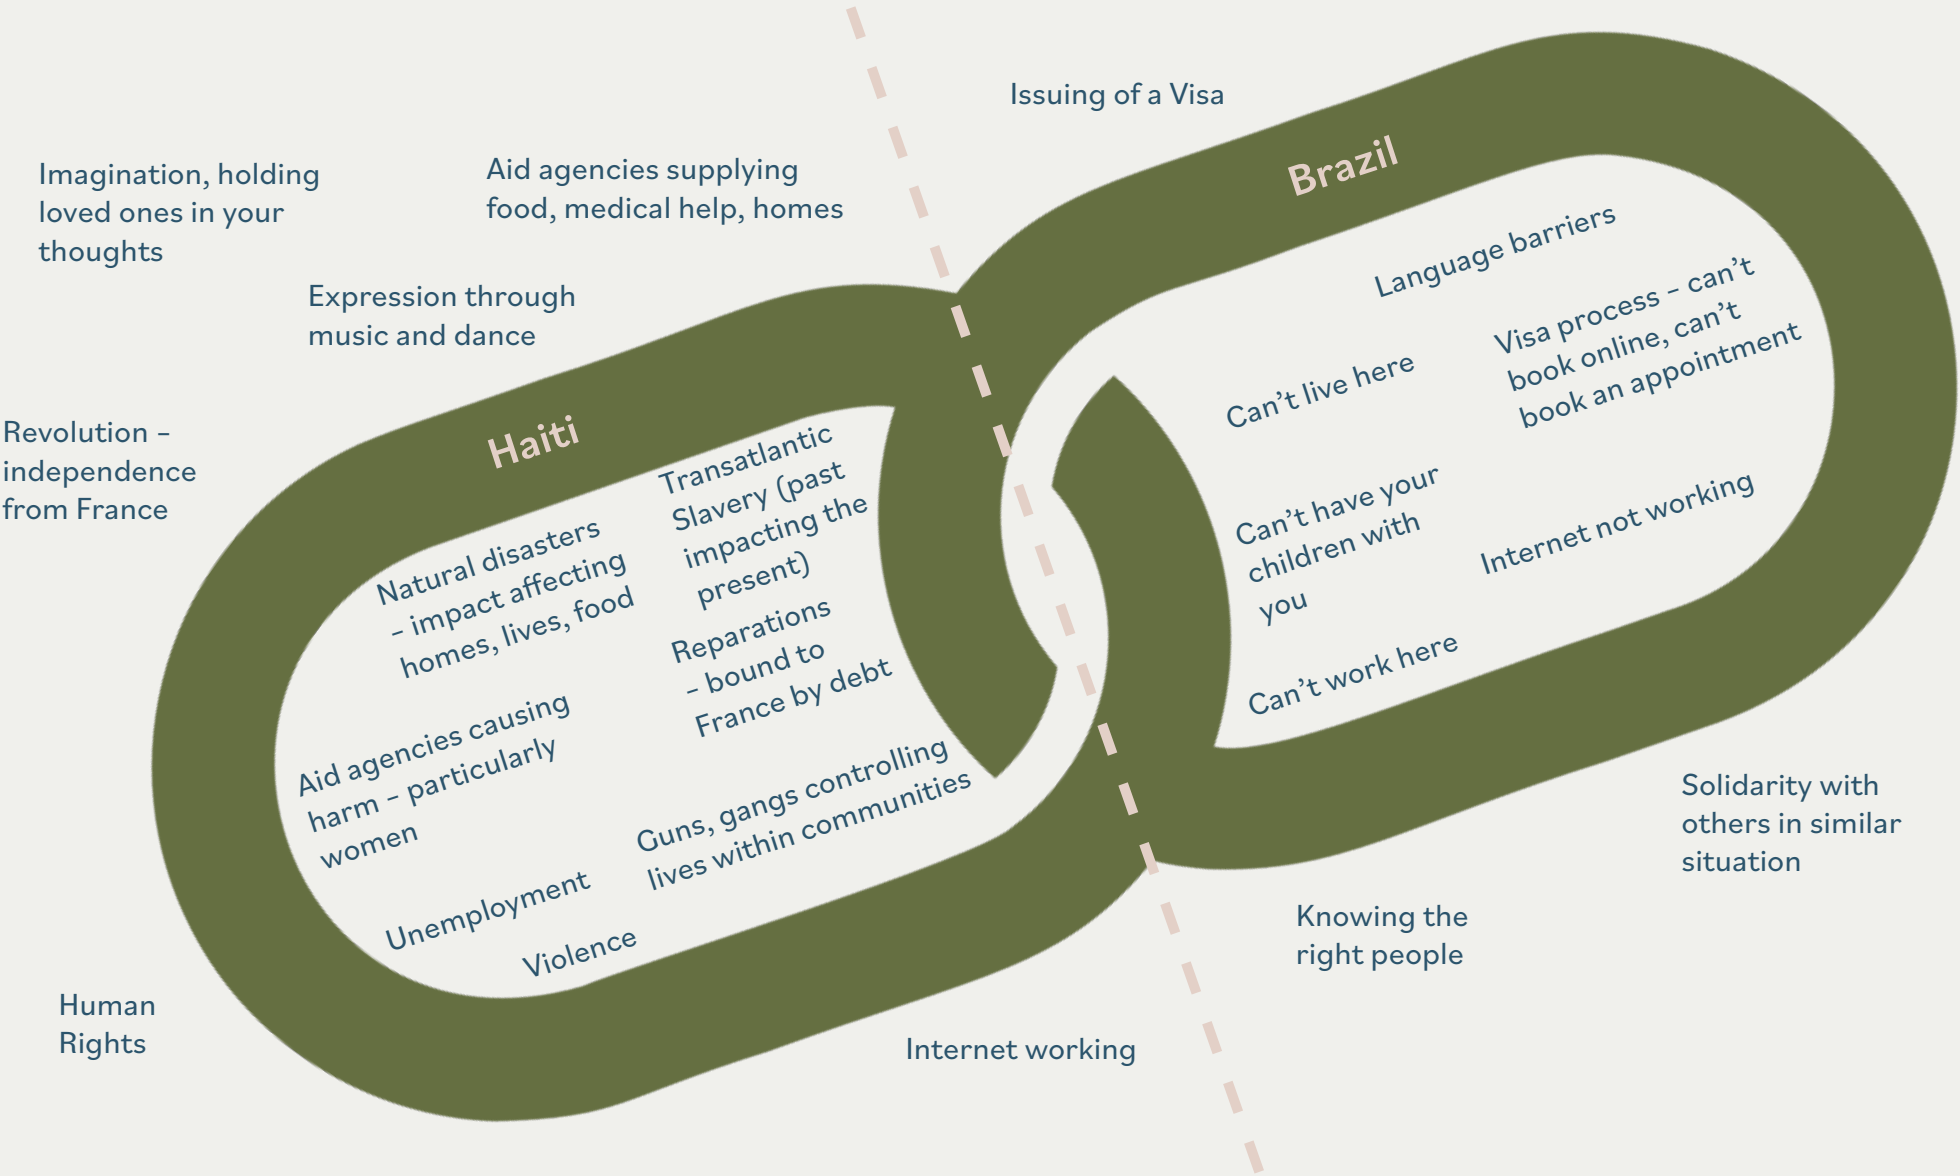 Issuing of a Visa
Imagination, holding
loved ones in your
thoughts
Aid agencies supplying
food, medical help, homes
Expression through
music and dance
Revolution –
independence
from France
Haiti
Transatlantic
Slavery (past
impacting the
present)
Natural disasters
– impact affecting
homes, lives, food
Reparations
– bound to
France by debt
Aid agencies causing
harm – particularly
women
Guns, gangs controlling
lives within communities
Unemployment
Violence
Human
Rights
Internet working
Brazil
Language barriers
Visa process – can’t
book online, can’t
book an appointment
Can’t live here
Can’t have your
children with
you
Internet not working
Can’t work here
Solidarity with
others in similar
situation
Knowing the
right people